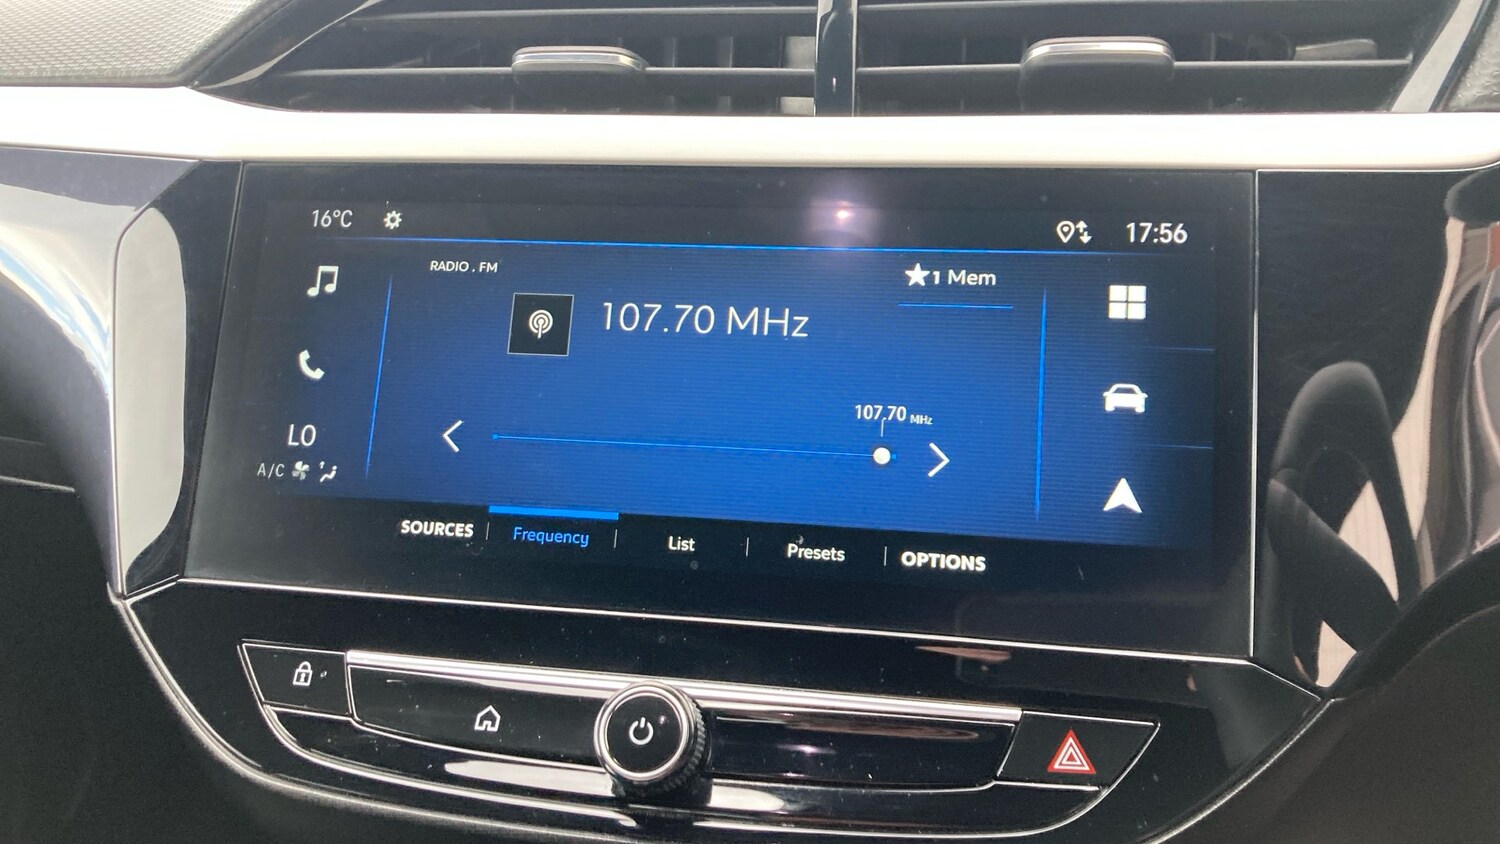 16°C
17:56
RADIO . FM
1 Mem
107.70 MHz
107.70 MHz
LO
A/C
SOURCES
Frequency
List
Presets
OPTIONS